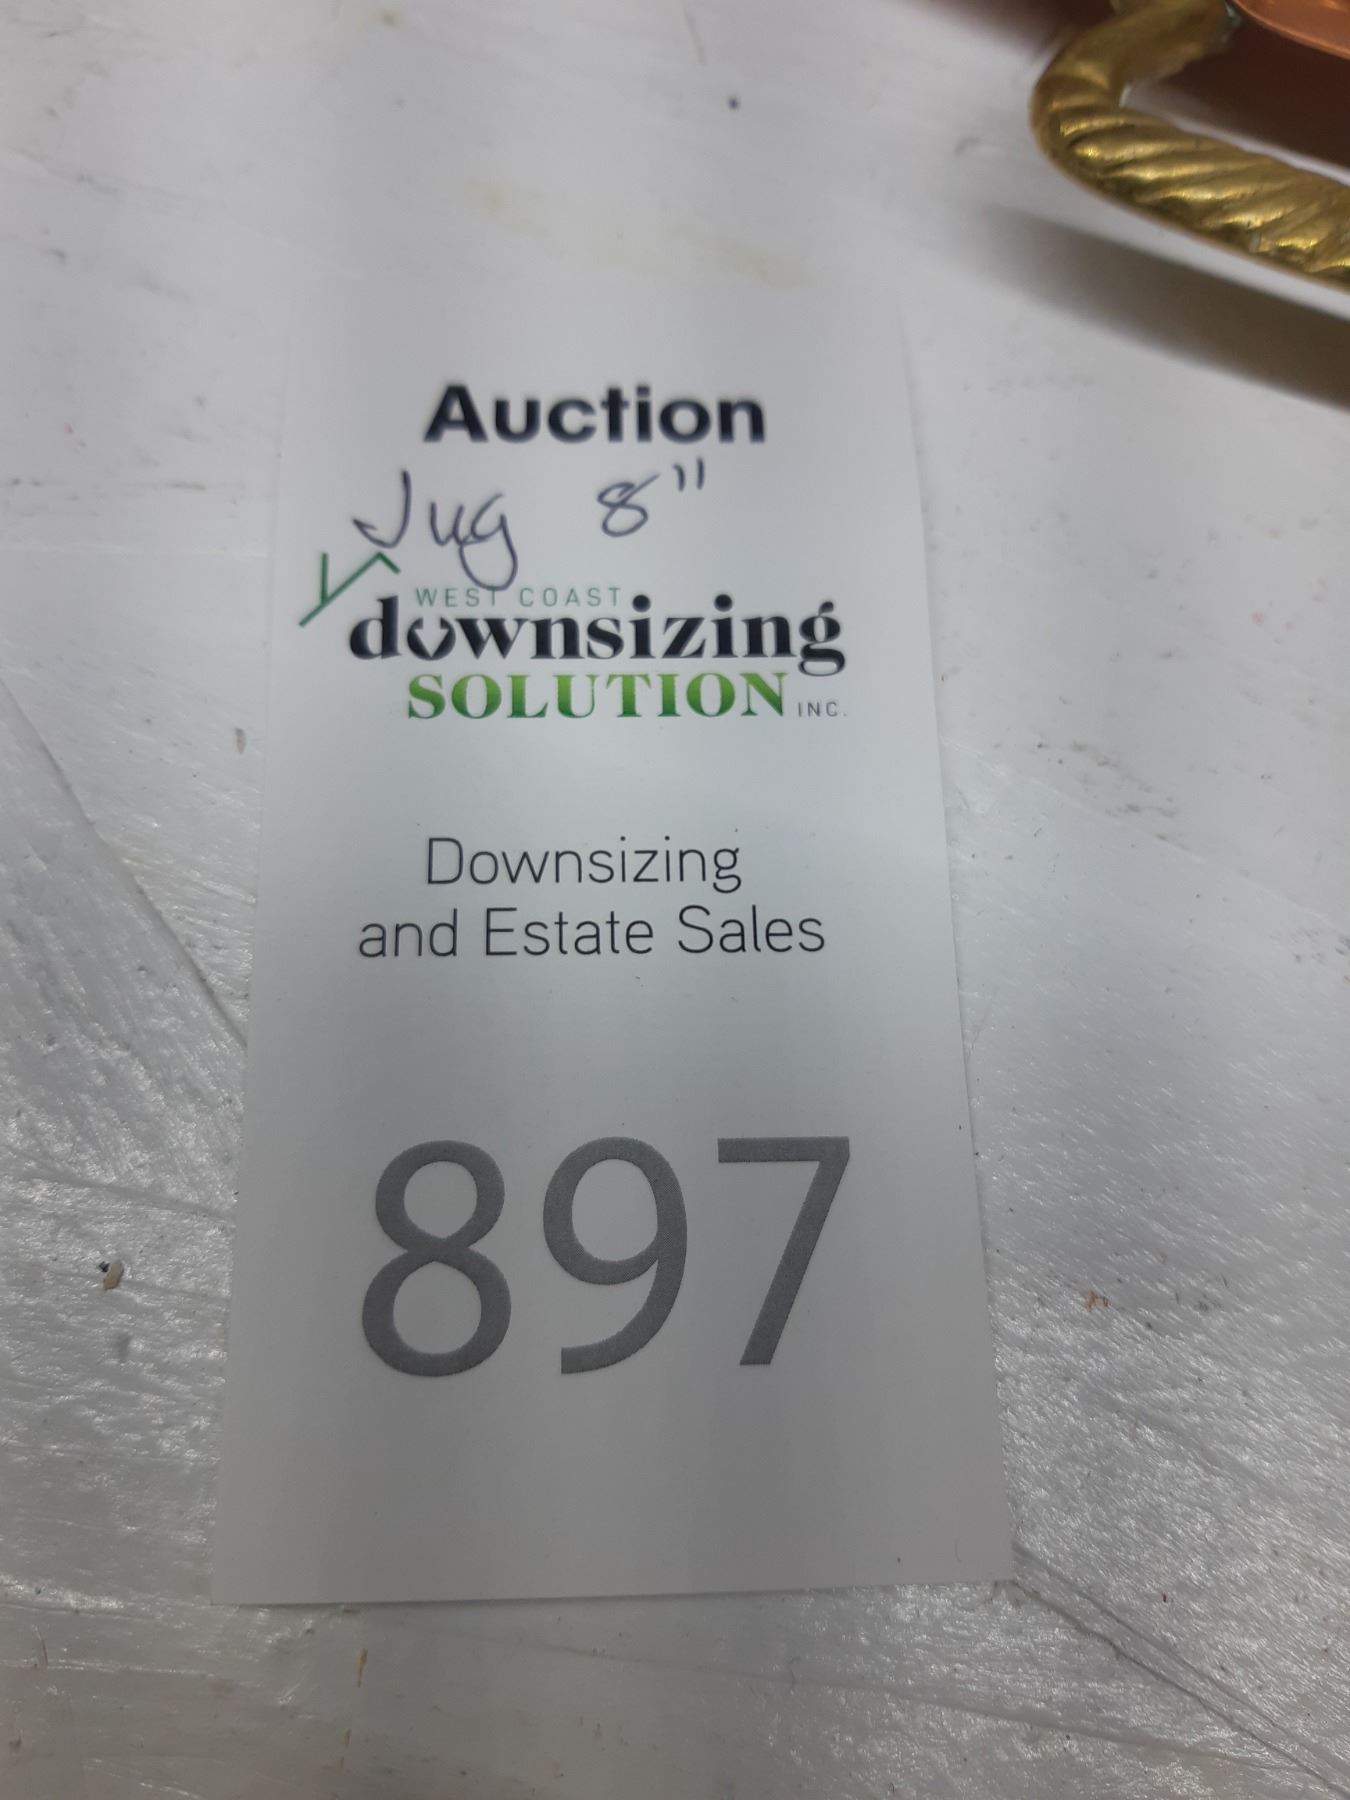 Auction
Jug 8"
WEST COAST
downsizing
SOLUTION INC.
Downsizing
and Estate Sales
897